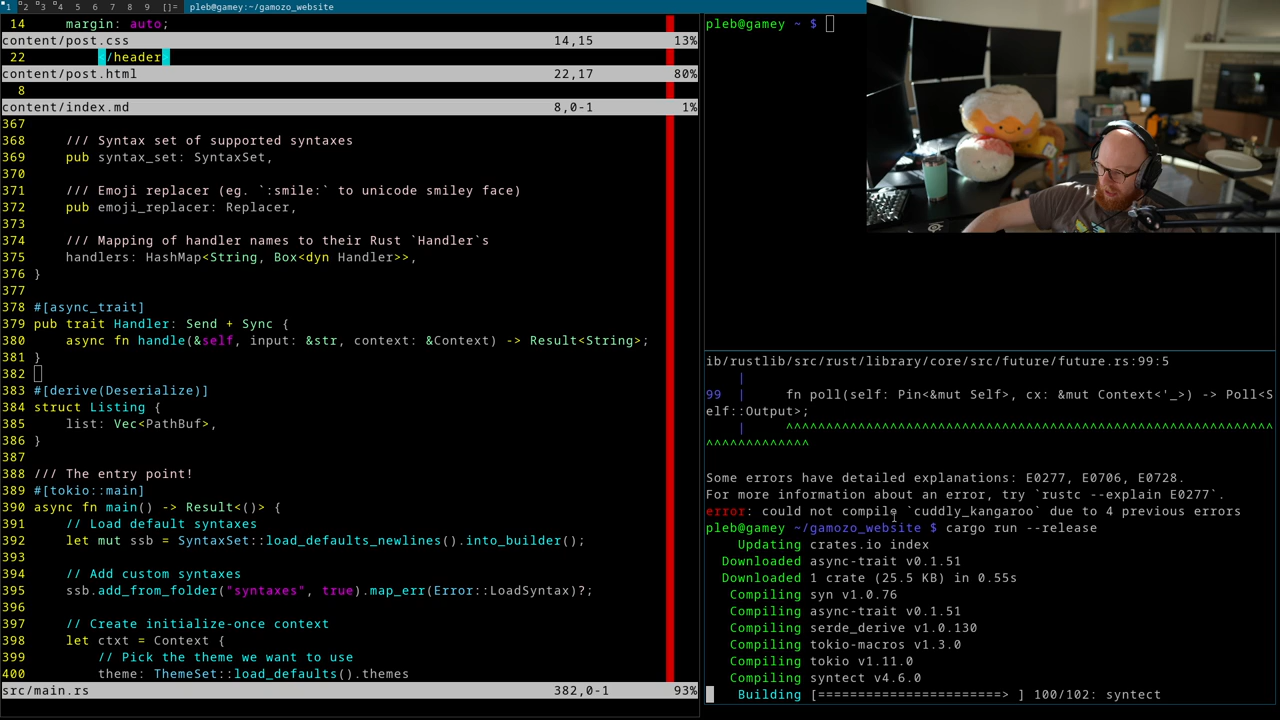 1 2 3 4 5 6 7 8 9 []= pleb@gamey:~/gamozo_website
14     margin: auto;
content/post.css 14,15 13%
22         </header>
content/post.html 22,17 80%
8
content/index.md 8,0-1 1%
367
368     /// Syntax set of supported syntaxes
369     pub syntax_set: SyntaxSet,
370
371     /// Emoji replacer (eg. `:smile:` to unicode smiley face)
372     pub emoji_replacer: Replacer,
373
374     /// Mapping of handler names to their Rust `Handler`s
375     handlers: HashMap<String, Box<dyn Handler>>,
376 }
377
378 #[async_trait]
379 pub trait Handler: Send + Sync {
380     async fn handle(&self, input: &str, context: &Context) -> Result<String>;
381 }
382
383 #[derive(Deserialize)]
384 struct Listing {
385     list: Vec<PathBuf>,
386 }
387
388 /// The entry point!
389 #[tokio::main]
390 async fn main() -> Result<()> {
391     // Load default syntaxes
392     let mut ssb = SyntaxSet::load_defaults_newlines().into_builder();
393
394     // Add custom syntaxes
395     ssb.add_from_folder("syntaxes", true).map_err(Error::LoadSyntax)?;
396
397     // Create initialize-once context
398     let ctxt = Context {
399         // Pick the theme we want to use
400         theme: ThemeSet::load_defaults().themes
src/main.rs 382,0-1 93%
pleb@gamey ~ $
ib/rustlib/src/rust/library/core/src/future/future.rs:99:5
   |
99 |     fn poll(self: Pin<&mut Self>, cx: &mut Context<'_>) -> Poll<S
elf::Output>;
   |     ^^^^^^^^^^^^^^^^^^^^^^^^^^^^^^^^^^^^^^^^^^^^^^^^^^^^^^^^^^^^^
^^^^^^^^^^^^^
Some errors have detailed explanations: E0277, E0706, E0728.
For more information about an error, try `rustc --explain E0277`.
error: could not compile `cuddly_kangaroo` due to 4 previous errors
pleb@gamey ~/gamozo_website $ cargo run --release
    Updating crates.io index
  Downloaded async-trait v0.1.51
  Downloaded 1 crate (25.5 KB) in 0.55s
   Compiling syn v1.0.76
   Compiling async-trait v0.1.51
   Compiling serde_derive v1.0.130
   Compiling tokio-macros v1.3.0
   Compiling tokio v1.11.0
   Compiling syntect v4.6.0
    Building [=======================> ] 100/102: syntect